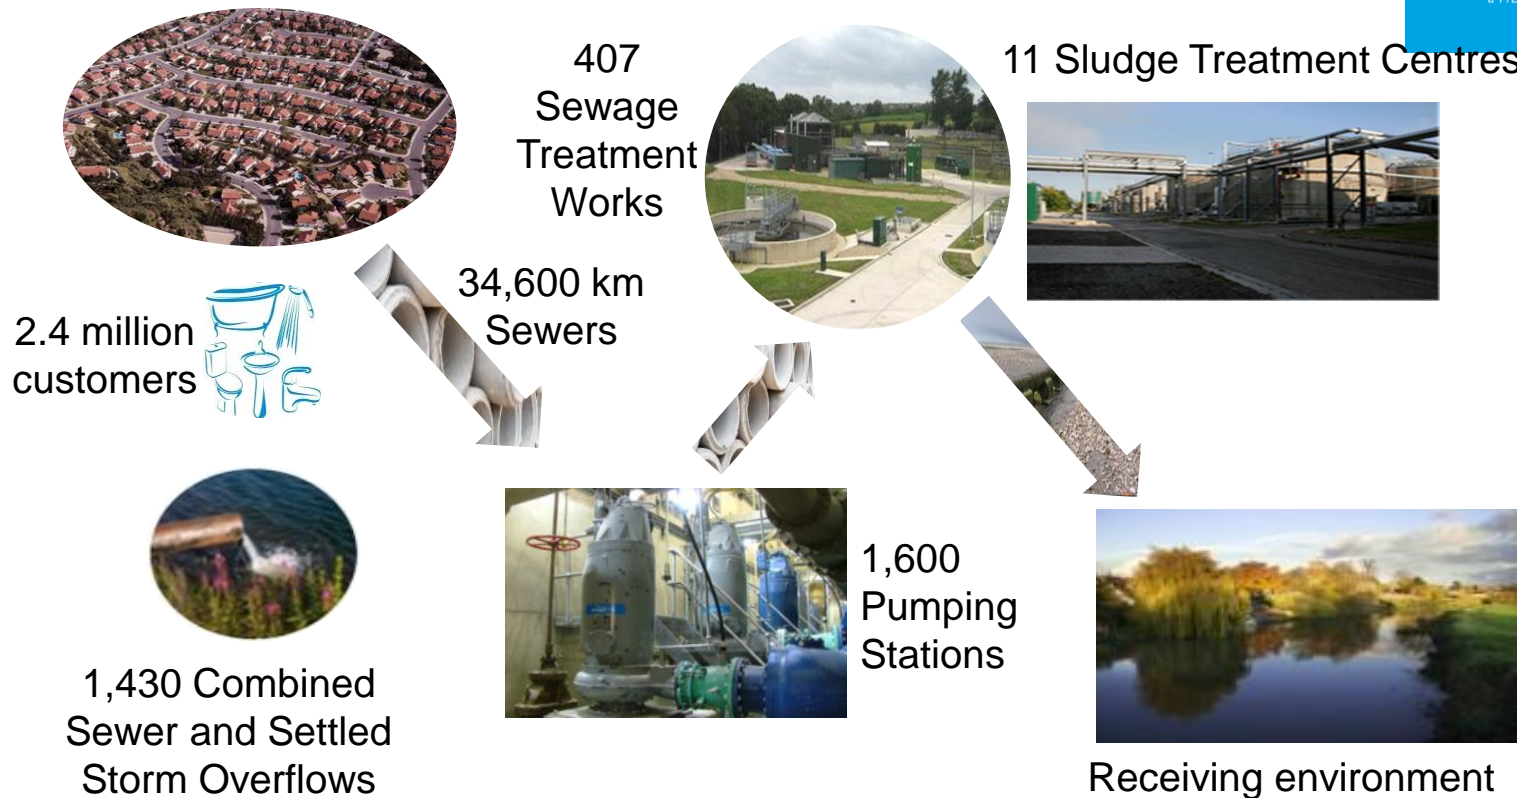 407
Sewage
Treatment
Works
11 Sludge Treatment Centres
34,600 km
Sewers
2.4 million
customers
1,600
Pumping
Stations
1,430 Combined
Sewer and Settled
Storm Overflows
Receiving environment